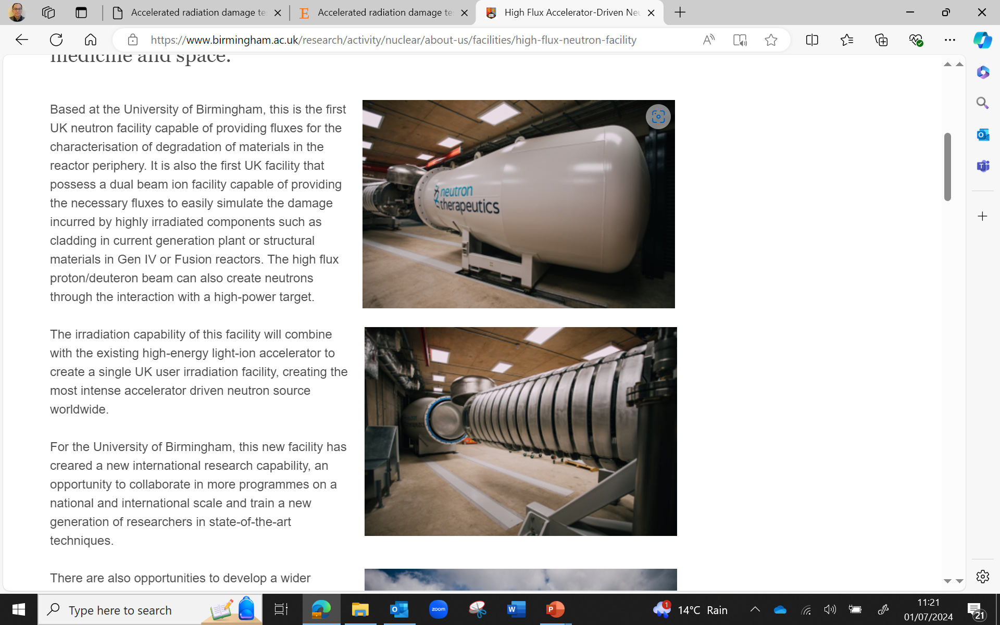 Accelerated radiation damage te
Accelerated radiation damage te
High Flux Accelerator-Driven Neu
https://www.birmingham.ac.uk/research/activity/nuclear/about-us/facilities/high-flux-neutron-facility
medicine and space.
Based at the University of Birmingham, this is the first
UK neutron facility capable of providing fluxes for the
characterisation of degradation of materials in the
reactor periphery. It is also the first UK facility that
possess a dual beam ion facility capable of providing
the necessary fluxes to easily simulate the damage
incurred by highly irradiated components such as
cladding in current generation plant or structural
materials in Gen IV or Fusion reactors. The high flux
proton/deuteron beam can also create neutrons
through the interaction with a high-power target.
neutron
therapeutics
The irradiation capability of this facility will combine
with the existing high-energy light-ion accelerator to
create a single UK user irradiation facility, creating the
most intense accelerator driven neutron source
worldwide.
For the University of Birmingham, this new facility has
creared a new international research capability, an
opportunity to collaborate in more programmes on a
national and international scale and train a new
generation of researchers in state-of-the-art
techniques.
There are also opportunities to develop a wider
Type here to search
zoom
1
14°C Rain
11:21
01/07/2024
21